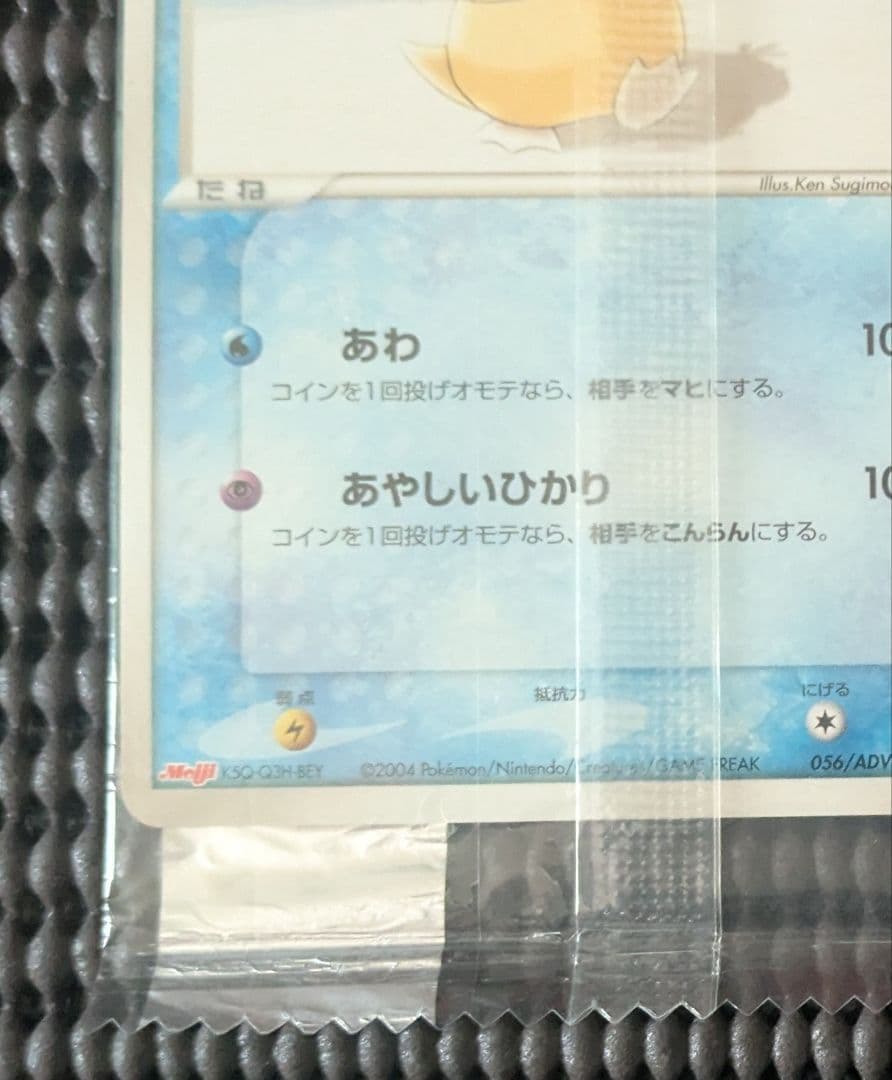 たね
Illus.Ken Sugimo
あわ 10
コインを1回投げオモテなら、相手をマヒにする。
あやしいひかり 10
コインを1回投げオモテなら、相手をこんらんにする。
弱点 抵抗力 にげる
Meiji K5Q-Q3H-BEY ©2004 Pokémon/Nintendo/Creatures/GAME FREAK 056/ADV